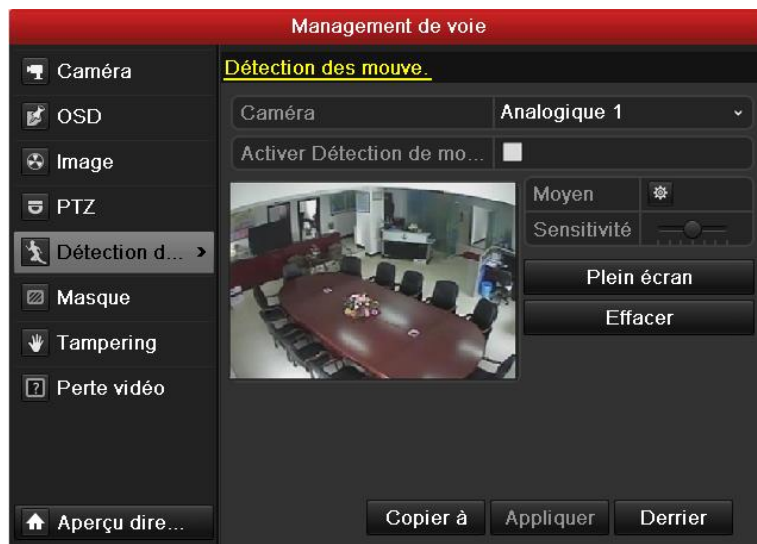 Management de voie
Caméra
OSD
Image
PTZ
Détection d...
Masque
Tampering
Perte vidéo
Aperçu dire...
Détection des mouve.
Caméra
Analogique 1
Activer Détection de mo...
Moyen
Sensitivité
Plein écran
Effacer
Copier à
Appliquer
Derrier